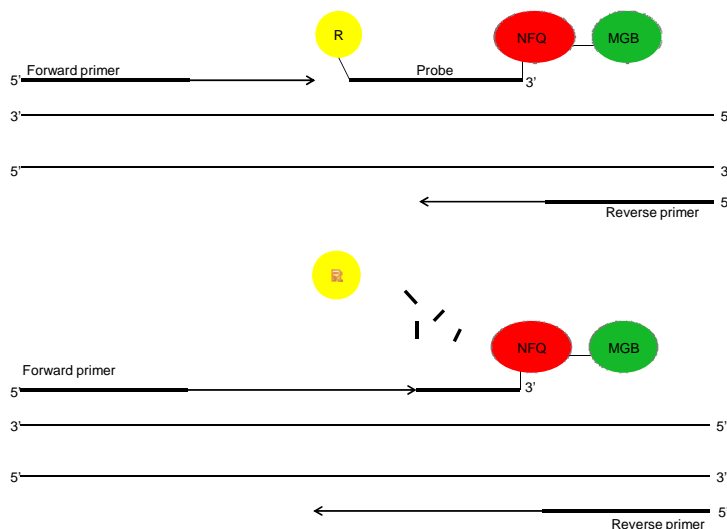 R
NFQ
MGB
Forward primer
Probe
5'
3'
3'
5'
5'
3'
5'
Reverse primer
R
NFQ
MGB
Forward primer
5'
3'
3'
5'
5'
3'
5'
Reverse primer